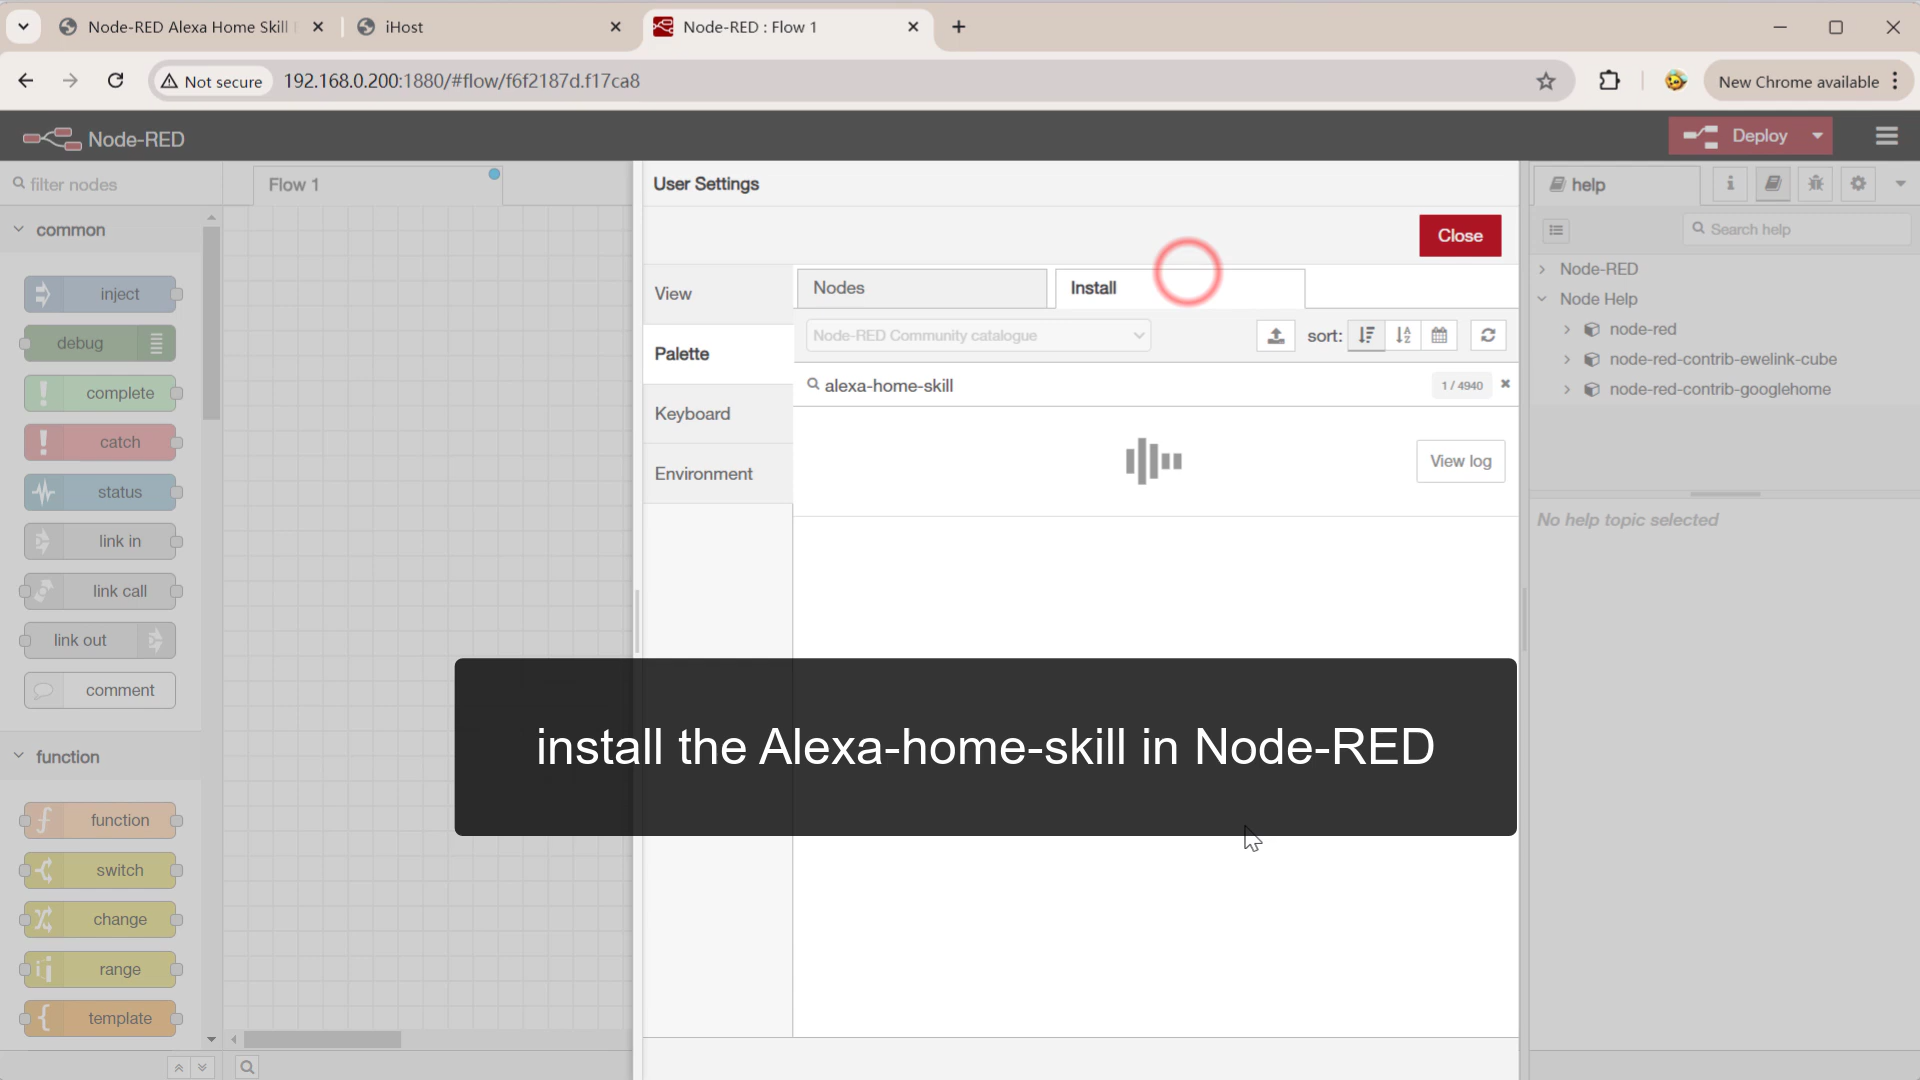 Node-RED Alexa Home Skill
iHost
Node-RED : Flow 1
Not secure
192.168.0.200:1880/#flow/f6f2187d.f17ca8
New Chrome available
Node-RED
Deploy
filter nodes
Flow 1
User Settings
help
common
Close
Search help
inject
debug
complete
catch
status
link in
link call
link out
comment
function
function
switch
change
range
template
View
Palette
Keyboard
Environment
Nodes
Install
Node-RED Community catalogue
sort:
alexa-home-skill
1 / 4940
View log
Node-RED
Node Help
node-red
node-red-contrib-ewelink-cube
node-red-contrib-googlehome
No help topic selected
install the Alexa-home-skill in Node-RED